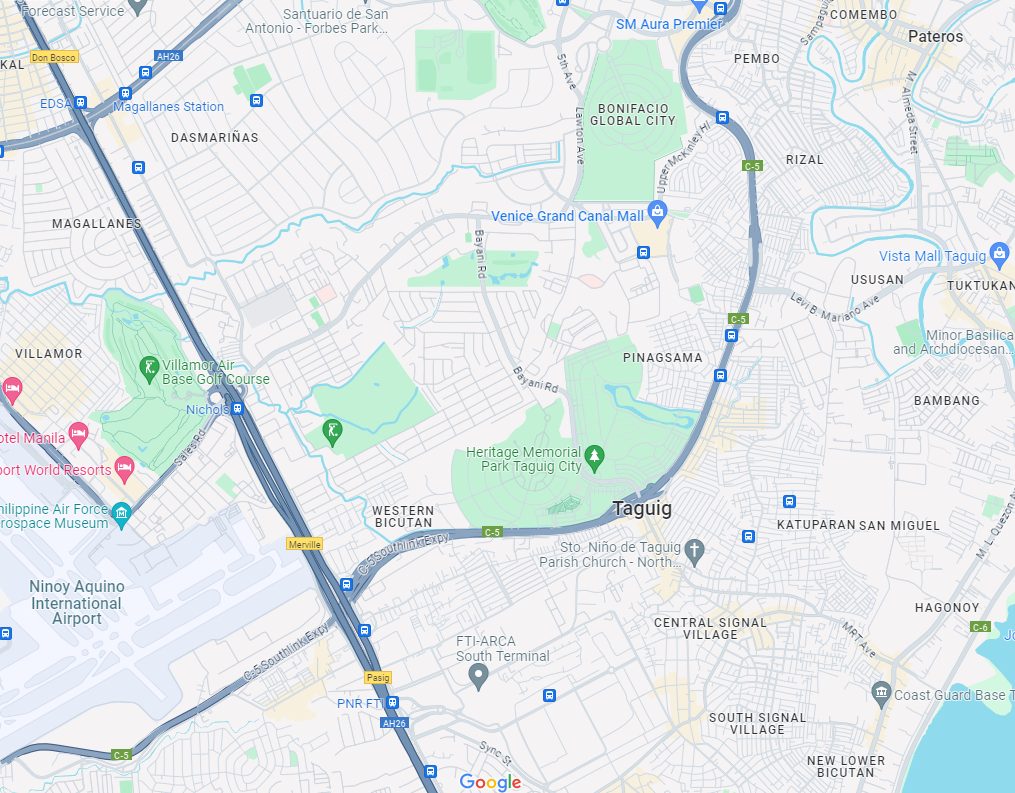 Forecast Service
Santuario de San
Antonio - Forbes Park...
SM Aura Premier
COMEMBO
Sampaguita
Pateros
Don Bosco
AH26
KAL
5th Ave
PEMBO
M. Almeda Street
EDSA
Magallanes Station
BONIFACIO
GLOBAL CITY
Lawton Ave
DASMARIÑAS
Upper McKinley Hl
C-5
RIZAL
MAGALLANES
Venice Grand Canal Mall
Bayani Rd
Vista Mall Taguig
USUSAN
TUKTUKAN
Levi B. Mariano Ave
C-5
Minor Basilica
and Archdiocesan...
VILLAMOR
PINAGSAMA
Villamor Air
Base Golf Course
Bayani Rd
BAMBANG
Nichols
otel Manila
Sales Rd
Heritage Memorial
Park Taguig City
port World Resorts
hilippine Air Force
erospace Museum
WESTERN
BICUTAN
Taguig
KATUPARAN
SAN MIGUEL
M. L. Quezon A
C-5
Merville
C-5 Southlink Expy
Sto. Niño de Taguig
Parish Church - North...
Ninoy Aquino
International
Airport
HAGONOY
C-6
Jo
CENTRAL SIGNAL
VILLAGE
MRT Ave
C-5 Southlink Expy
FTI-ARCA
South Terminal
Pasig
Coast Guard Base T
PNR FTI
AH26
SOUTH SIGNAL
VILLAGE
C-5
Sync St
NEW LOWER
BICUTAN
Google